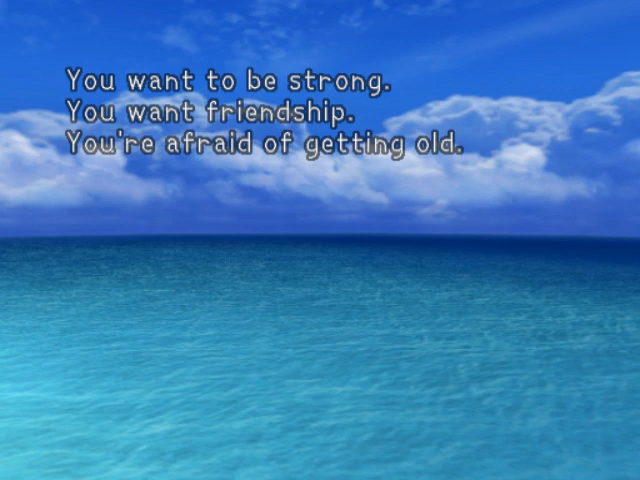 You want to be strong.
You want friendship.
You're afraid of getting old.